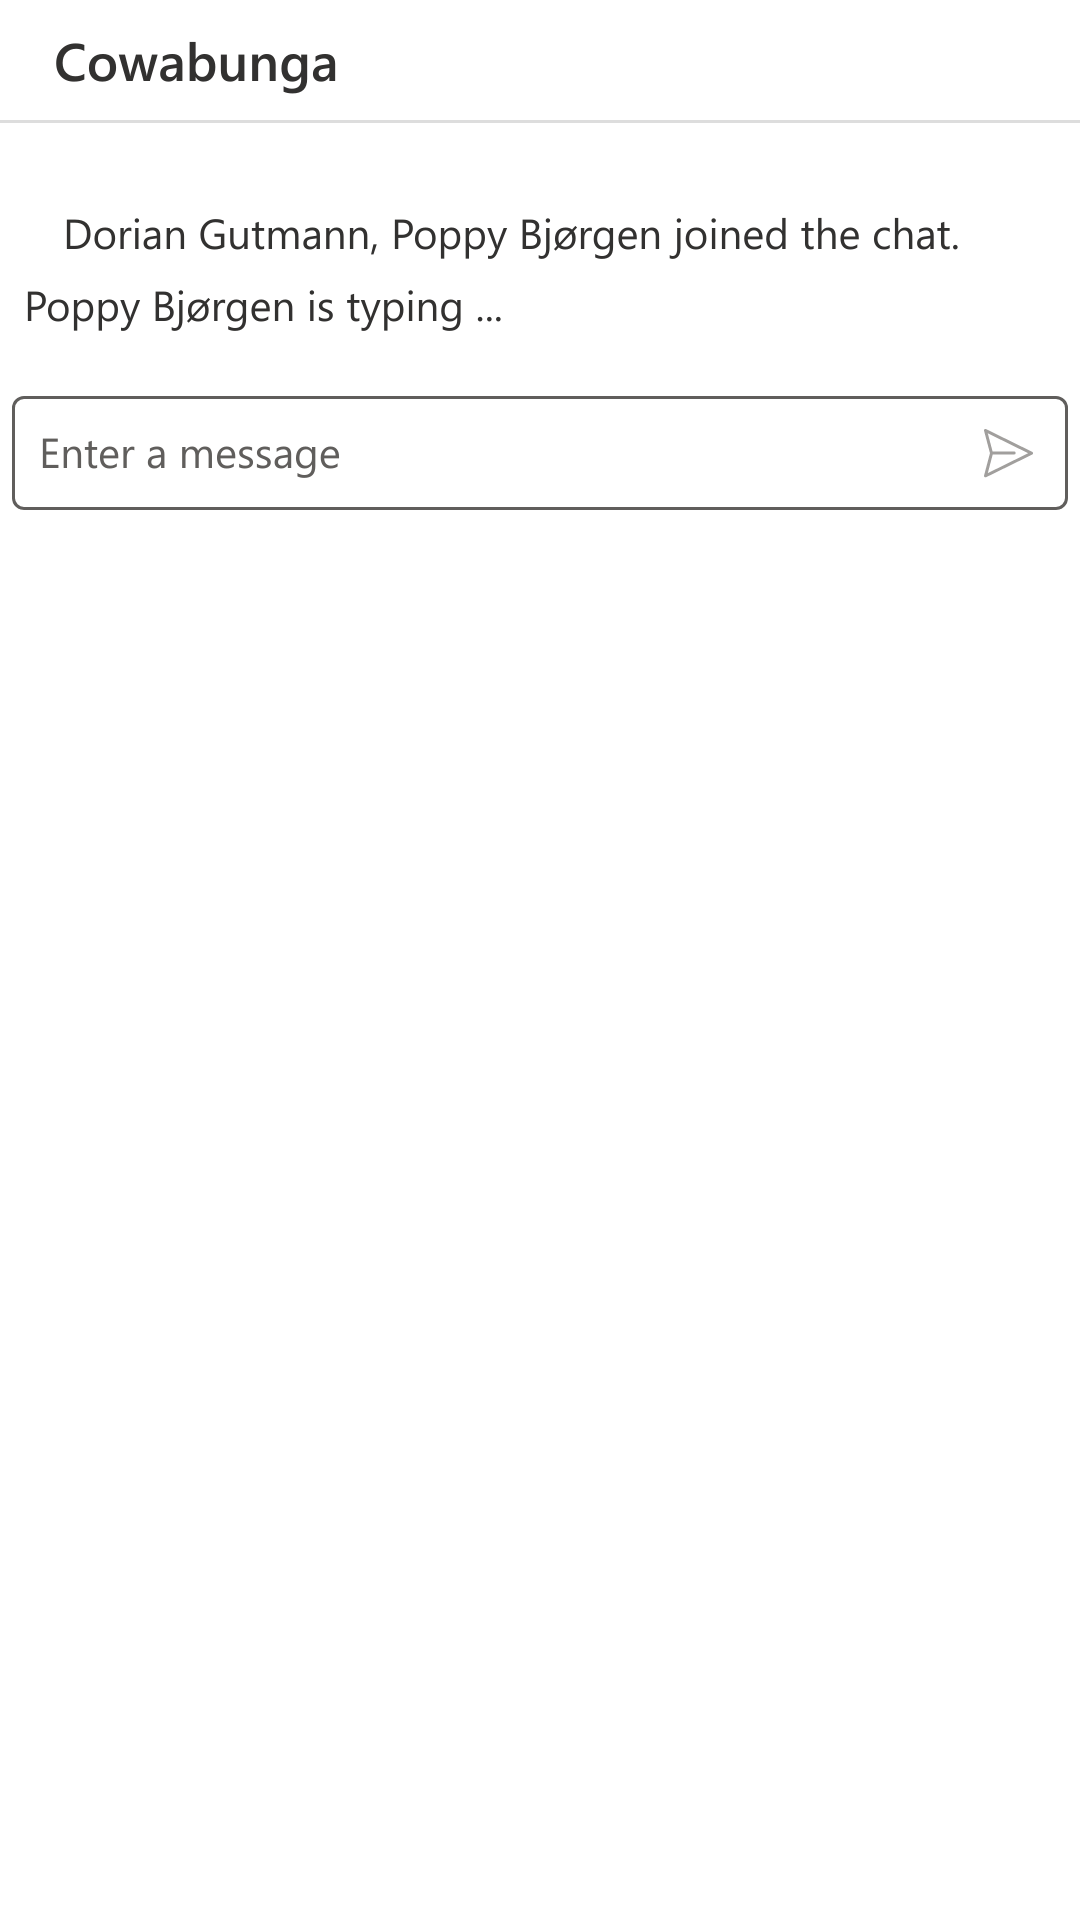 Cowabunga
Dorian Gutmann, Poppy Bjørgen joined the chat.
Poppy Bjørgen is typing ...
Enter a message